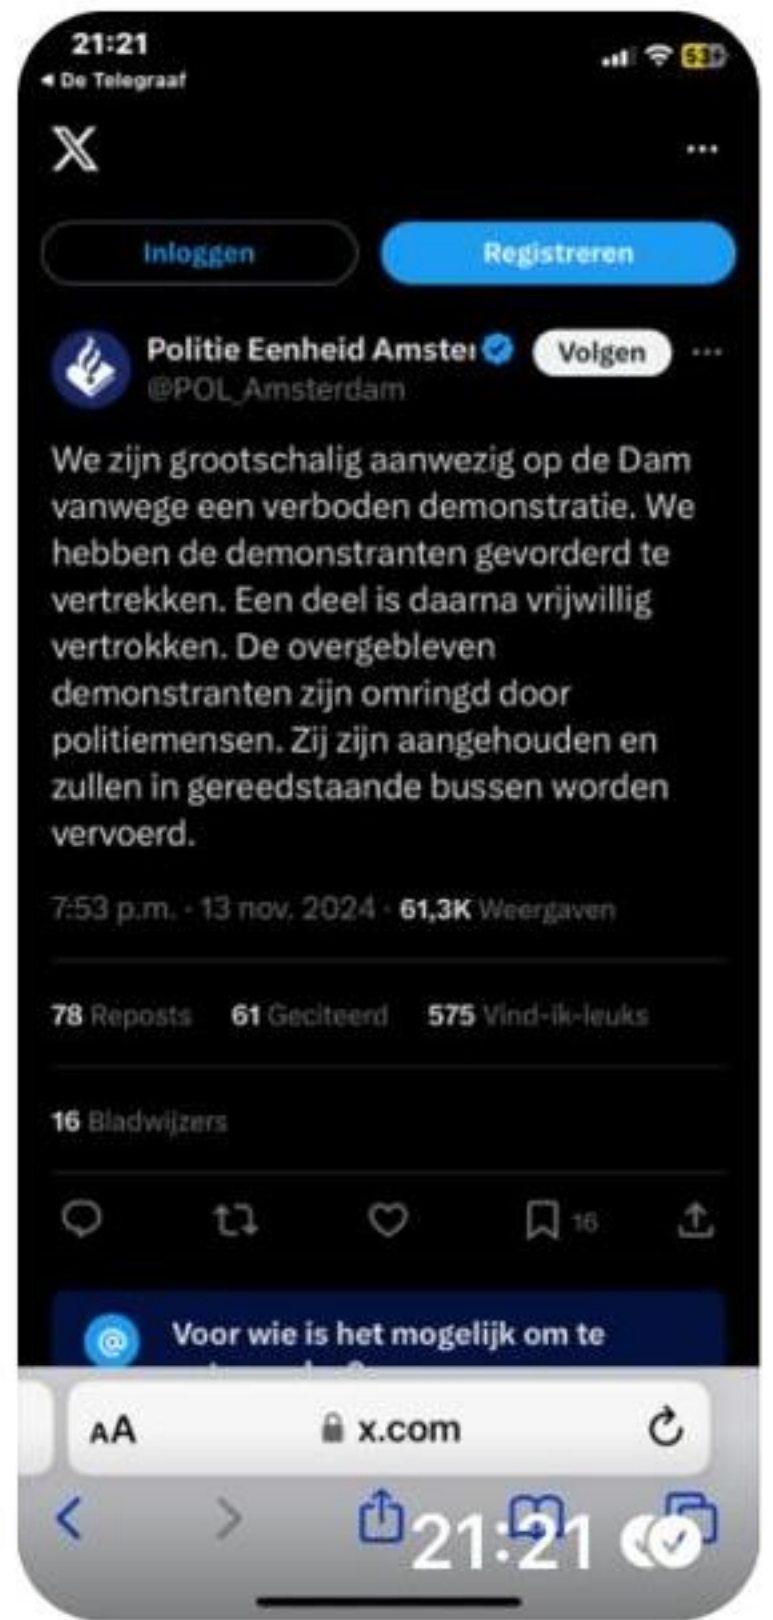 21:21
53
◂ De Telegraaf
X
Inloggen
Registreren
Politie Eenheid Amster
Volgen
@POL_Amsterdam
We zijn grootschalig aanwezig op de Dam
vanwege een verboden demonstratie. We
hebben de demonstranten gevorderd te
vertrekken. Een deel is daarna vrijwillig
vertrokken. De overgebleven
demonstranten zijn omringd door
politiemensen. Zij zijn aangehouden en
zullen in gereedstaande bussen worden
vervoerd.
7:53 p.m. · 13 nov. 2024 · 61,3K Weergaven
78 Reposts 61 Geciteerd 575 Vind-ik-leuks
16 Bladwijzers
16
@ Voor wie is het mogelijk om te
AA x.com
21:21